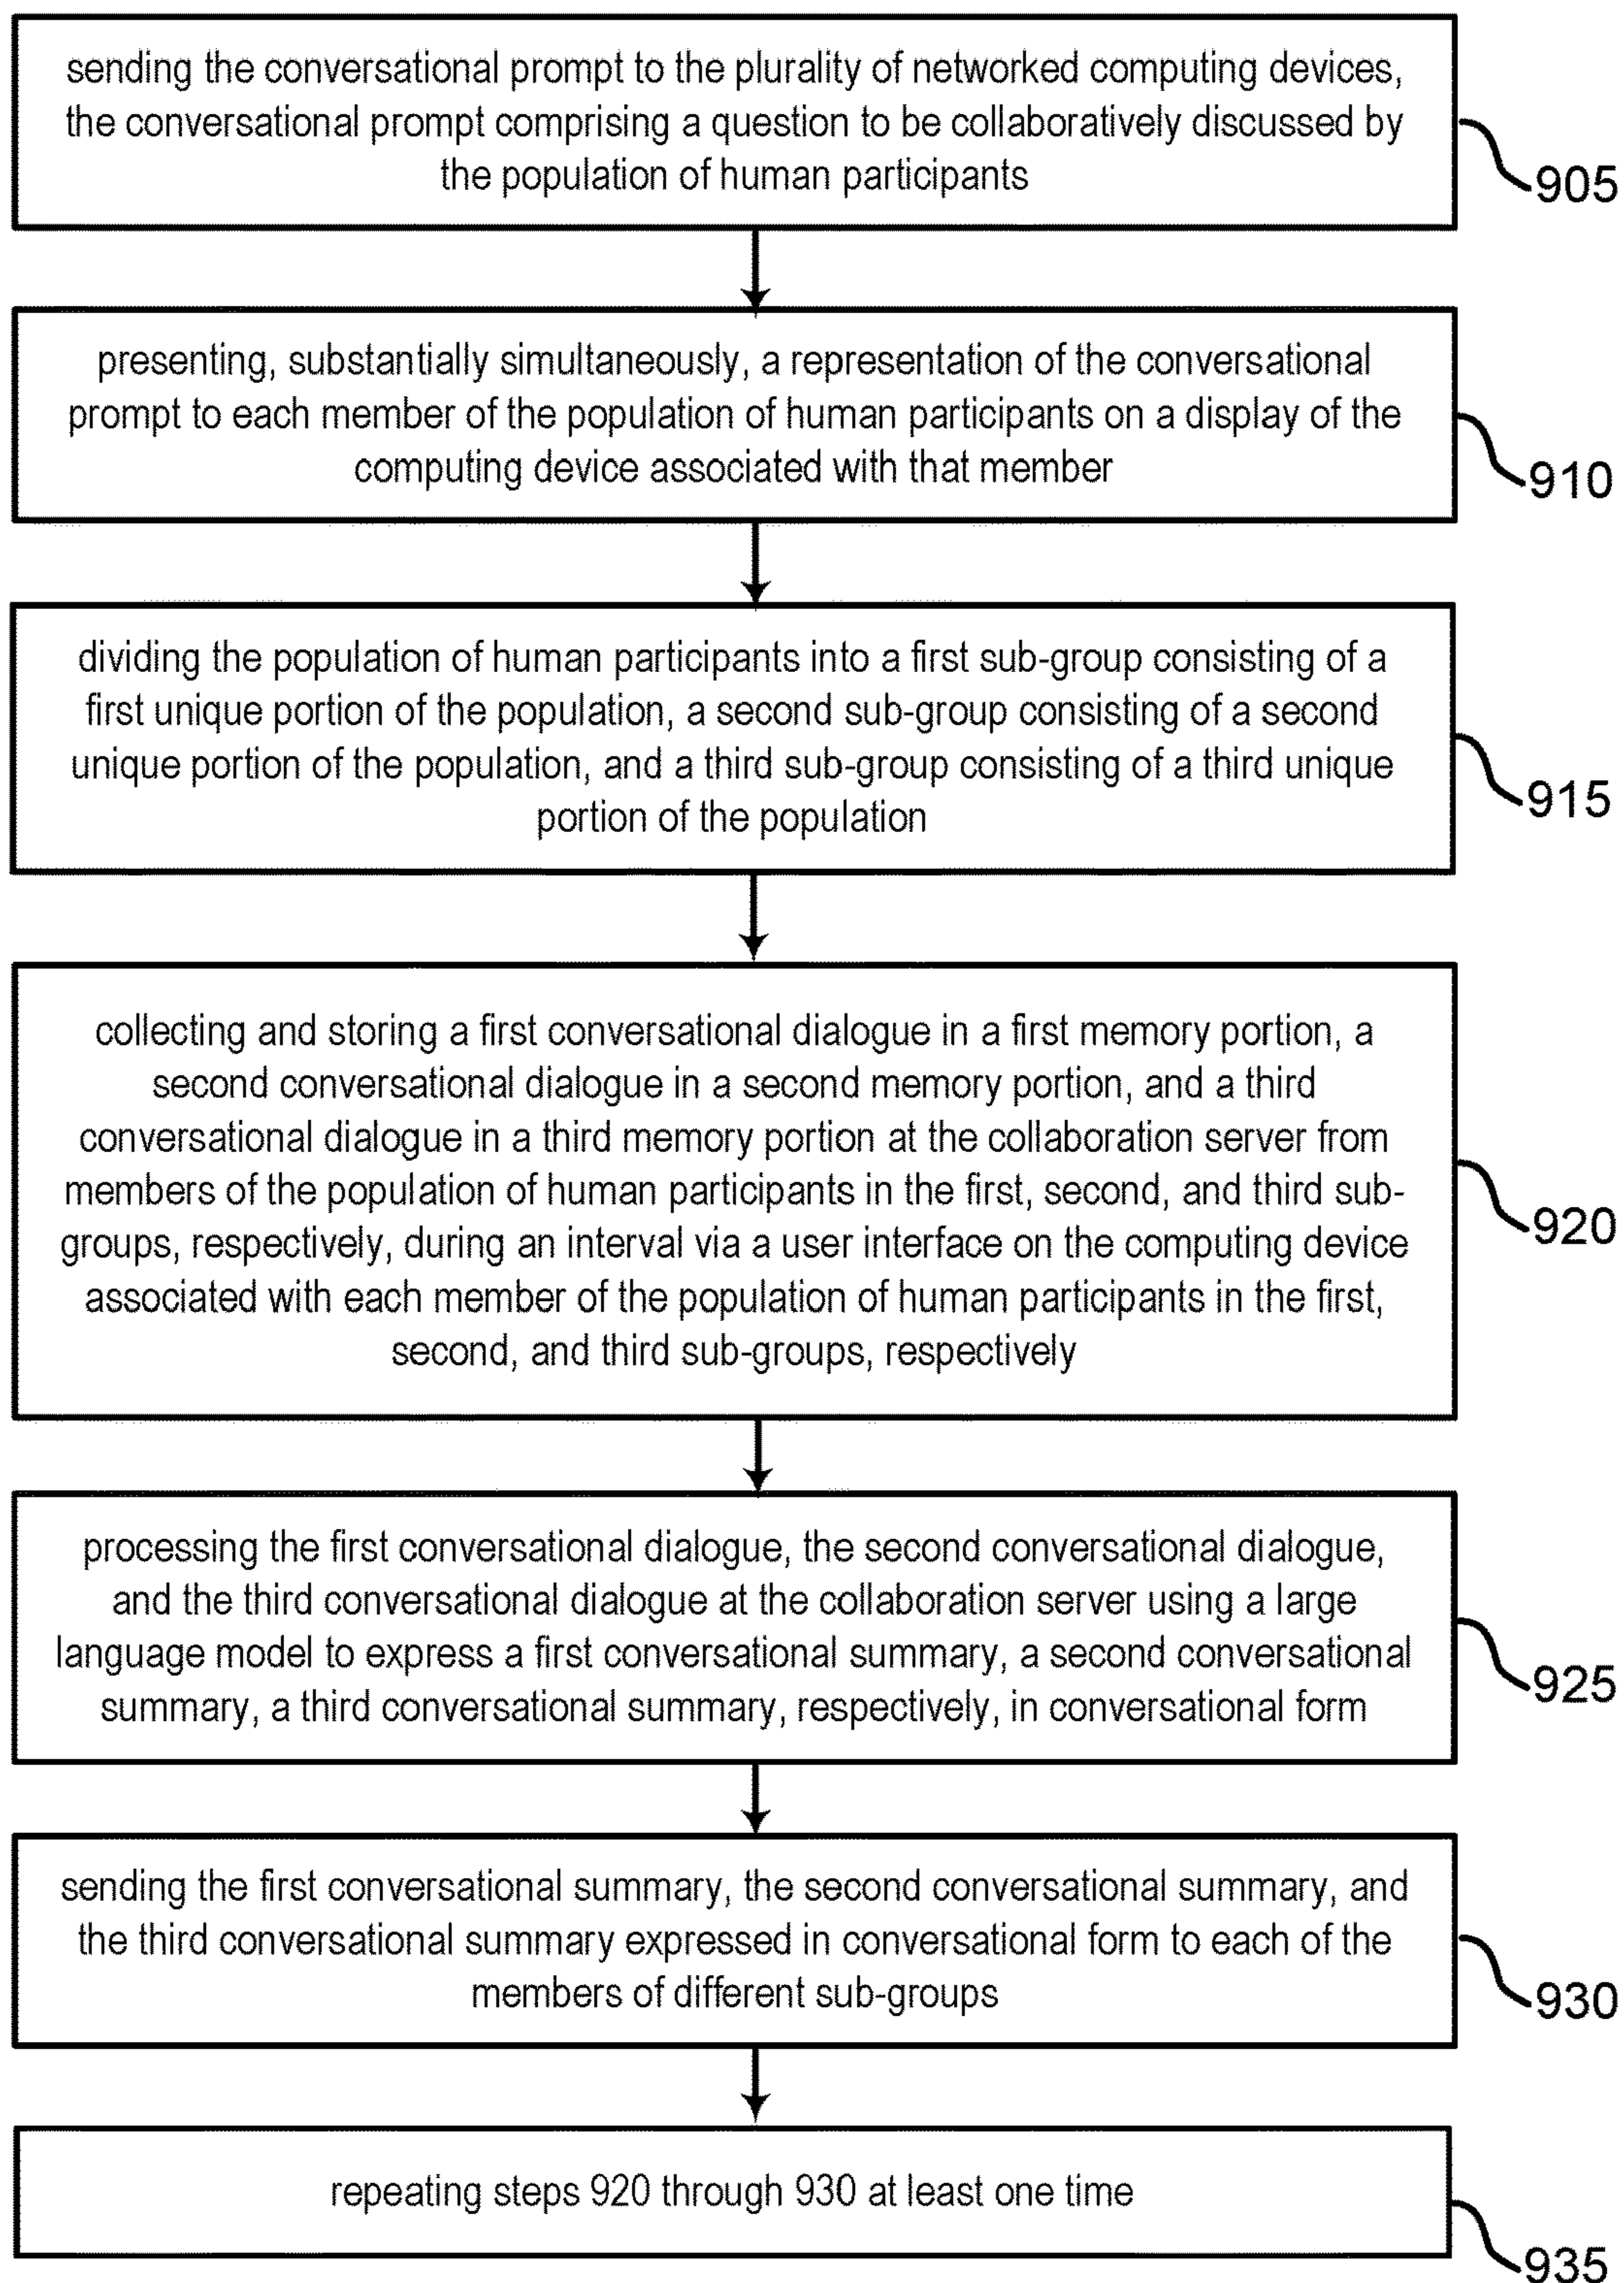 sending the conversational prompt to the plurality of networked computing devices,
the conversational prompt comprising a question to be collaboratively discussed by
the population of human participants
905
presenting, substantially simultaneously, a representation of the conversational
prompt to each member of the population of human participants on a display of the
computing device associated with that member
910
dividing the population of human participants into a first sub-group consisting of a
first unique portion of the population, a second sub-group consisting of a second
unique portion of the population, and a third sub-group consisting of a third unique
portion of the population
915
collecting and storing a first conversational dialogue in a first memory portion, a
second conversational dialogue in a second memory portion, and a third
conversational dialogue in a third memory portion at the collaboration server from
members of the population of human participants in the first, second, and third sub-
groups, respectively, during an interval via a user interface on the computing device
associated with each member of the population of human participants in the first,
second, and third sub-groups, respectively
920
processing the first conversational dialogue, the second conversational dialogue,
and the third conversational dialogue at the collaboration server using a large
language model to express a first conversational summary, a second conversational
summary, a third conversational summary, respectively, in conversational form
925
sending the first conversational summary, the second conversational summary, and
the third conversational summary expressed in conversational form to each of the
members of different sub-groups
930
repeating steps 920 through 930 at least one time
935